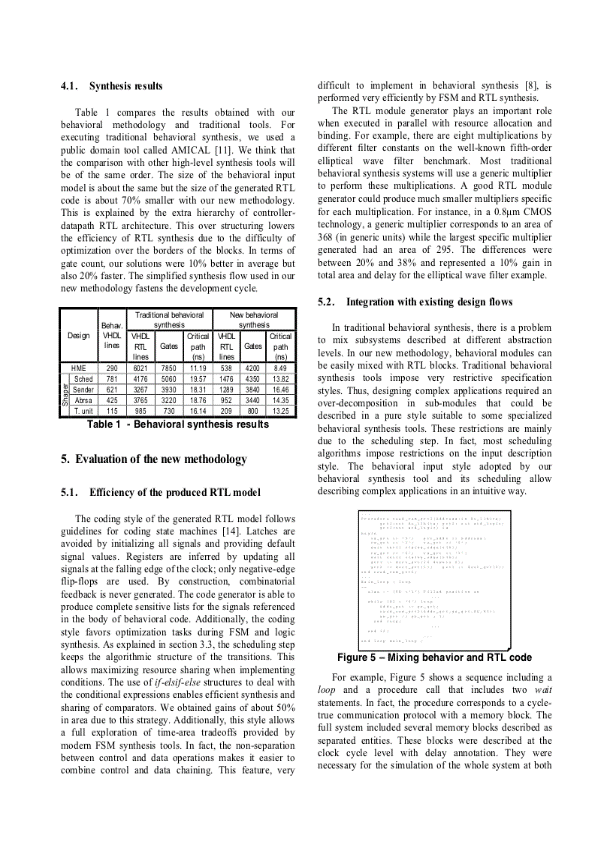 4.1. Synthesis results
Table 1 compares the results obtained with our
behavioral methodology and traditional tools. For
executing traditional behavioral synthesis, we used a
public domain tool called AMICAL [11]. We think that
the comparison with other high-level synthesis tools will
be of the same order. The size of the behavioral input
model is about the same but the size of the generated RTL
code is about 70% smaller with our new methodology.
This is explained by the extra hierarchy of controller-
datapath RTL architecture. This over structuring lowers
the efficiency of RTL synthesis due to the difficulty of
optimization over the borders of the blocks. In terms of
gate count, our solutions were 10% better in average but
also 20% faster. The simplified synthesis flow used in our
new methodology fastens the development cycle.
Design Behav. VHDL lines Traditional behavioral synthesis New behavioral synthesis
VHDL RTL lines Gates Critical path (ns) VHDL RTL lines Gates Critical path (ns)
HME 290 6021 7850 11.19 538 4200 8.49
Shaper
Sched 781 4176 5060 19.57 1476 4350 13.82
Sender 621 3267 3930 18.31 1289 3840 16.46
Abrsa 425 3765 3220 18.76 952 3440 14.35
T. unit 115 985 730 16.14 209 800 13.25
Table 1 - Behavioral synthesis results
5. Evaluation of the new methodology
5.1. Efficiency of the produced RTL model
The coding style of the generated RTL model follows
guidelines for coding state machines [14]. Latches are
avoided by initializing all signals and providing default
signal values. Registers are inferred by updating all
signals at the falling edge of the clock; only negative-edge
flip-flops are used. By construction, combinatorial
feedback is never generated. The code generator is able to
produce complete sensitive lists for the signals referenced
in the body of behavioral code. Additionally, the coding
style favors optimization tasks during FSM and logic
synthesis. As explained in section 3.3, the scheduling step
keeps the algorithmic structure of the transitions. This
allows maximizing resource sharing when implementing
conditions. The use of if-elsif-else structures to deal with
the conditional expressions enables efficient synthesis and
sharing of comparators. We obtained gains of about 50%
in area due to this strategy. Additionally, this style allows
a full exploration of time-area tradeoffs provided by
modern FSM synthesis tools. In fact, the non-separation
between control and data operations makes it easier to
combine control and data chaining. This feature, very
difficult to implement in behavioral synthesis [8], is
performed very efficiently by FSM and RTL synthesis.
The RTL module generator plays an important role
when executed in parallel with resource allocation and
binding. For example, there are eight multiplications by
different filter constants on the well-known fifth-order
elliptical wave filter benchmark. Most traditional
behavioral synthesis systems will use a generic multiplier
to perform these multiplications. A good RTL module
generator could produce much smaller multipliers specific
for each multiplication. For instance, in a 0.8µm CMOS
technology, a generic multiplier corresponds to an area of
368 (in generic units) while the largest specific multiplier
generated had an area of 295. The differences were
between 20% and 38% and represented a 10% gain in
total area and delay for the elliptical wave filter example.
5.2. Integration with existing design flows
In traditional behavioral synthesis, there is a problem
to mix subsystems described at different abstraction
levels. In our new methodology, behavioral modules can
be easily mixed with RTL blocks. Traditional behavioral
synthesis tools impose very restrictive specification
styles. Thus, designing complex applications required an
over-decomposition in sub-modules that could be
described in a pure style suitable to some specialized
behavioral synthesis tools. These restrictions are mainly
due to the scheduling step. In fact, most scheduling
algorithms impose restrictions on the input description
style. The behavioral input style adopted by our
behavioral synthesis tool and its scheduling allow
describing complex applications in an intuitive way.
Figure 5 – Mixing behavior and RTL code
For example, Figure 5 shows a sequence including a
loop and a procedure call that includes two wait
statements. In fact, the procedure corresponds to a cycle-
true communication protocol with a memory block. The
full system included several memory blocks described as
separated entities. These blocks were described at the
clock cycle level with delay annotation. They were
necessary for the simulation of the whole system at both